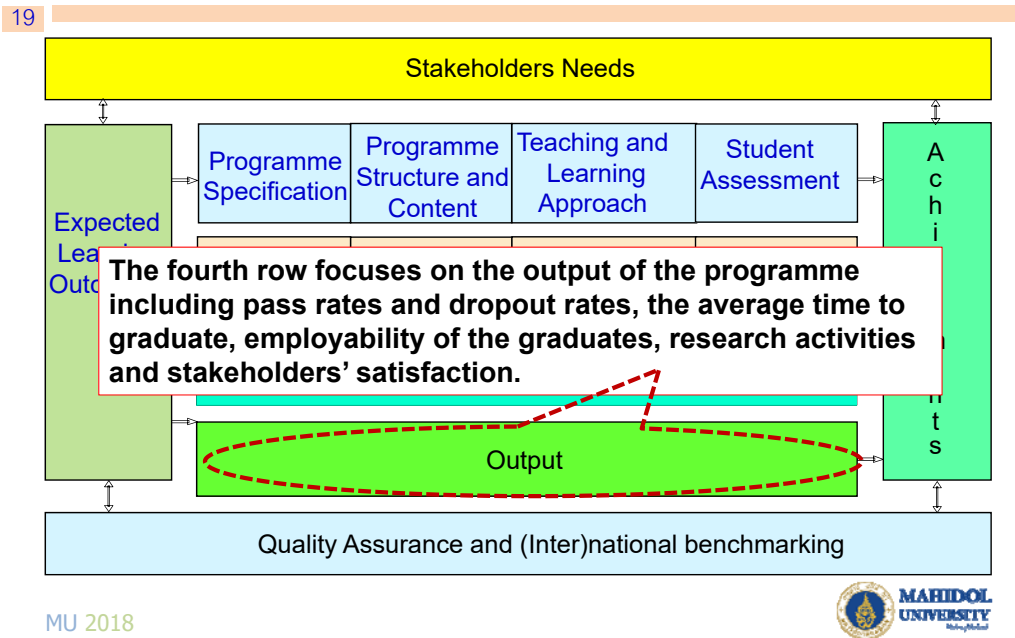 19
Stakeholders Needs
Programme
Specification
Programme
Structure and
Content
Teaching and
Learning
Approach
Student
Assessment
Expected
The fourth row focuses on the output of the programme
including pass rates and dropout rates, the average time to
graduate, employability of the graduates, research activities
and stakeholders’ satisfaction.
A
c
h
i
n
t
s
Output
Quality Assurance and (Inter)national benchmarking
MU 2018
MAHIDOL
UNIVERSITY